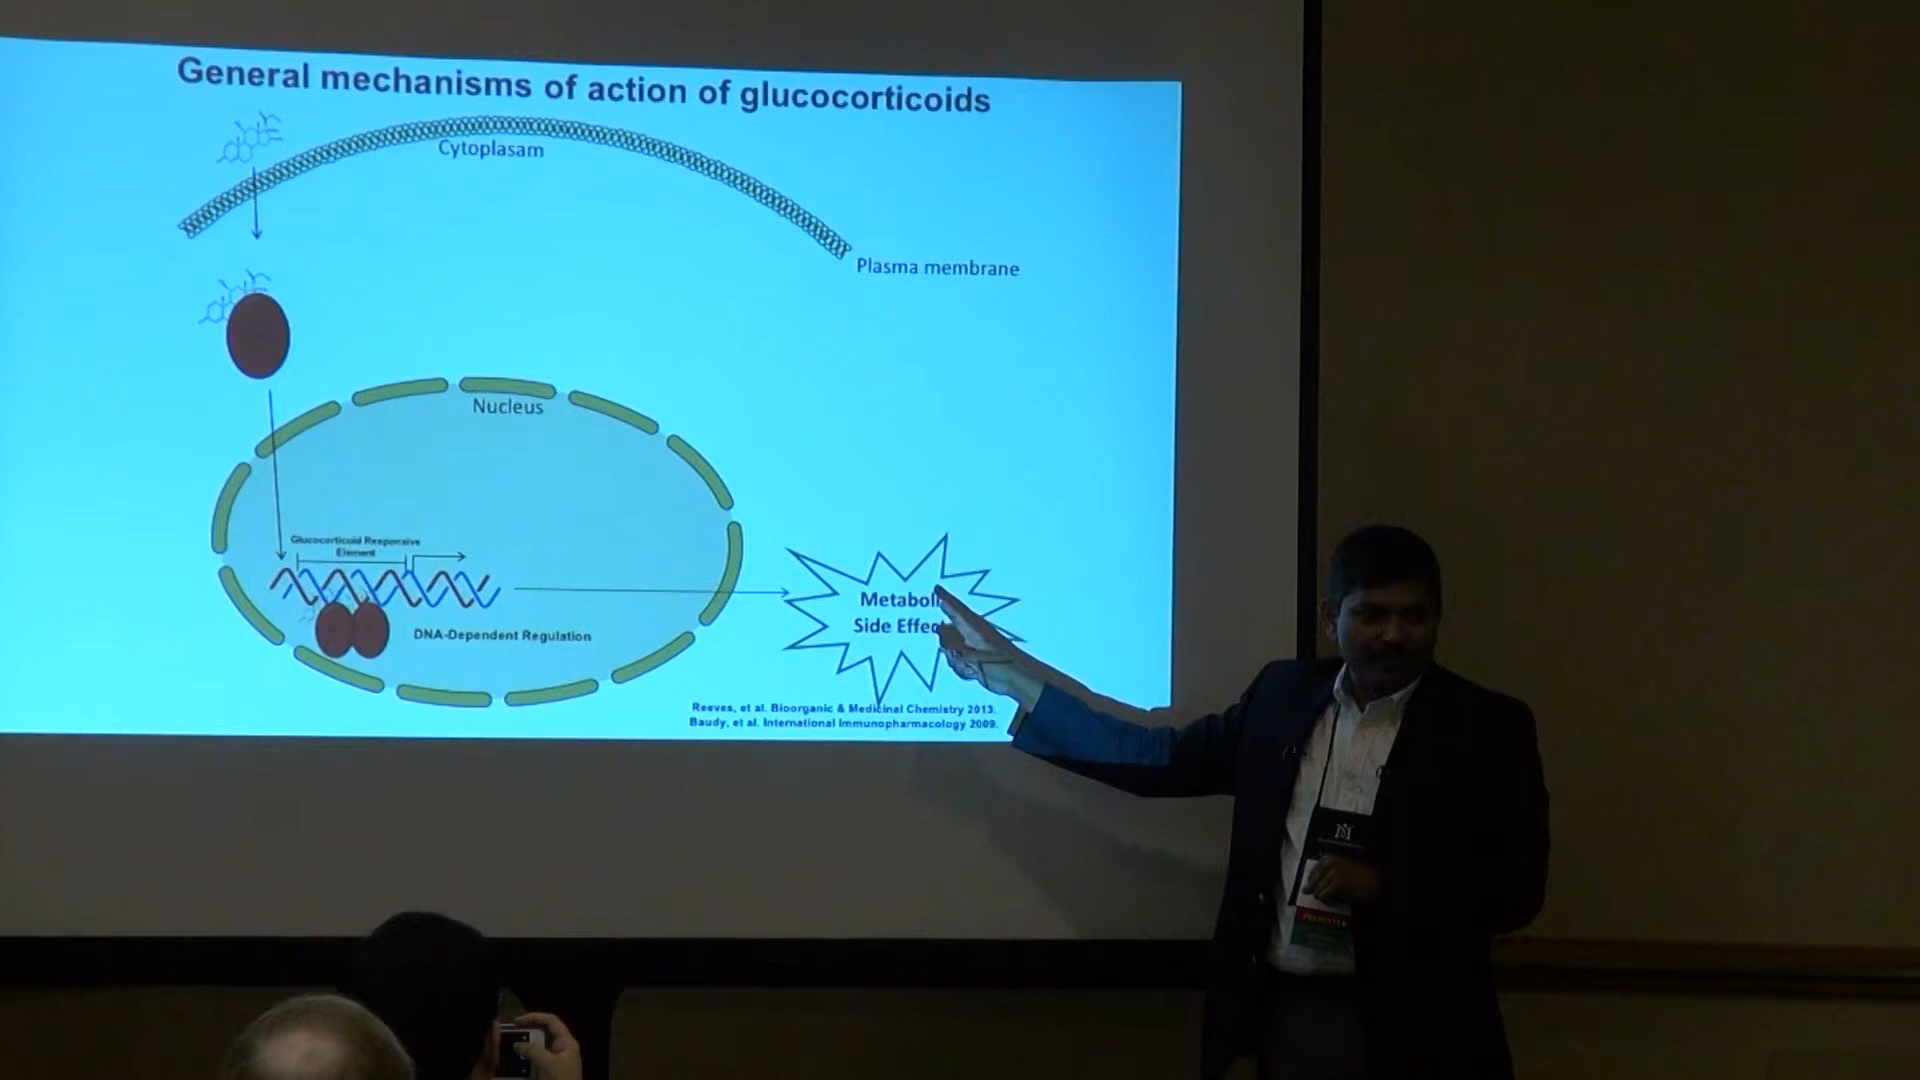 General mechanisms of action of glucocorticoids
Cytoplasam
Plasma membrane
Nucleus
Glucocorticoid Responsive
Element
DNA-Dependent Regulation
Side
Reeves, et al. Bioorganic & Medicinal Chemistry 2013.
Baudy, et al. International Immunopharmacology 2009.
PRESENTER